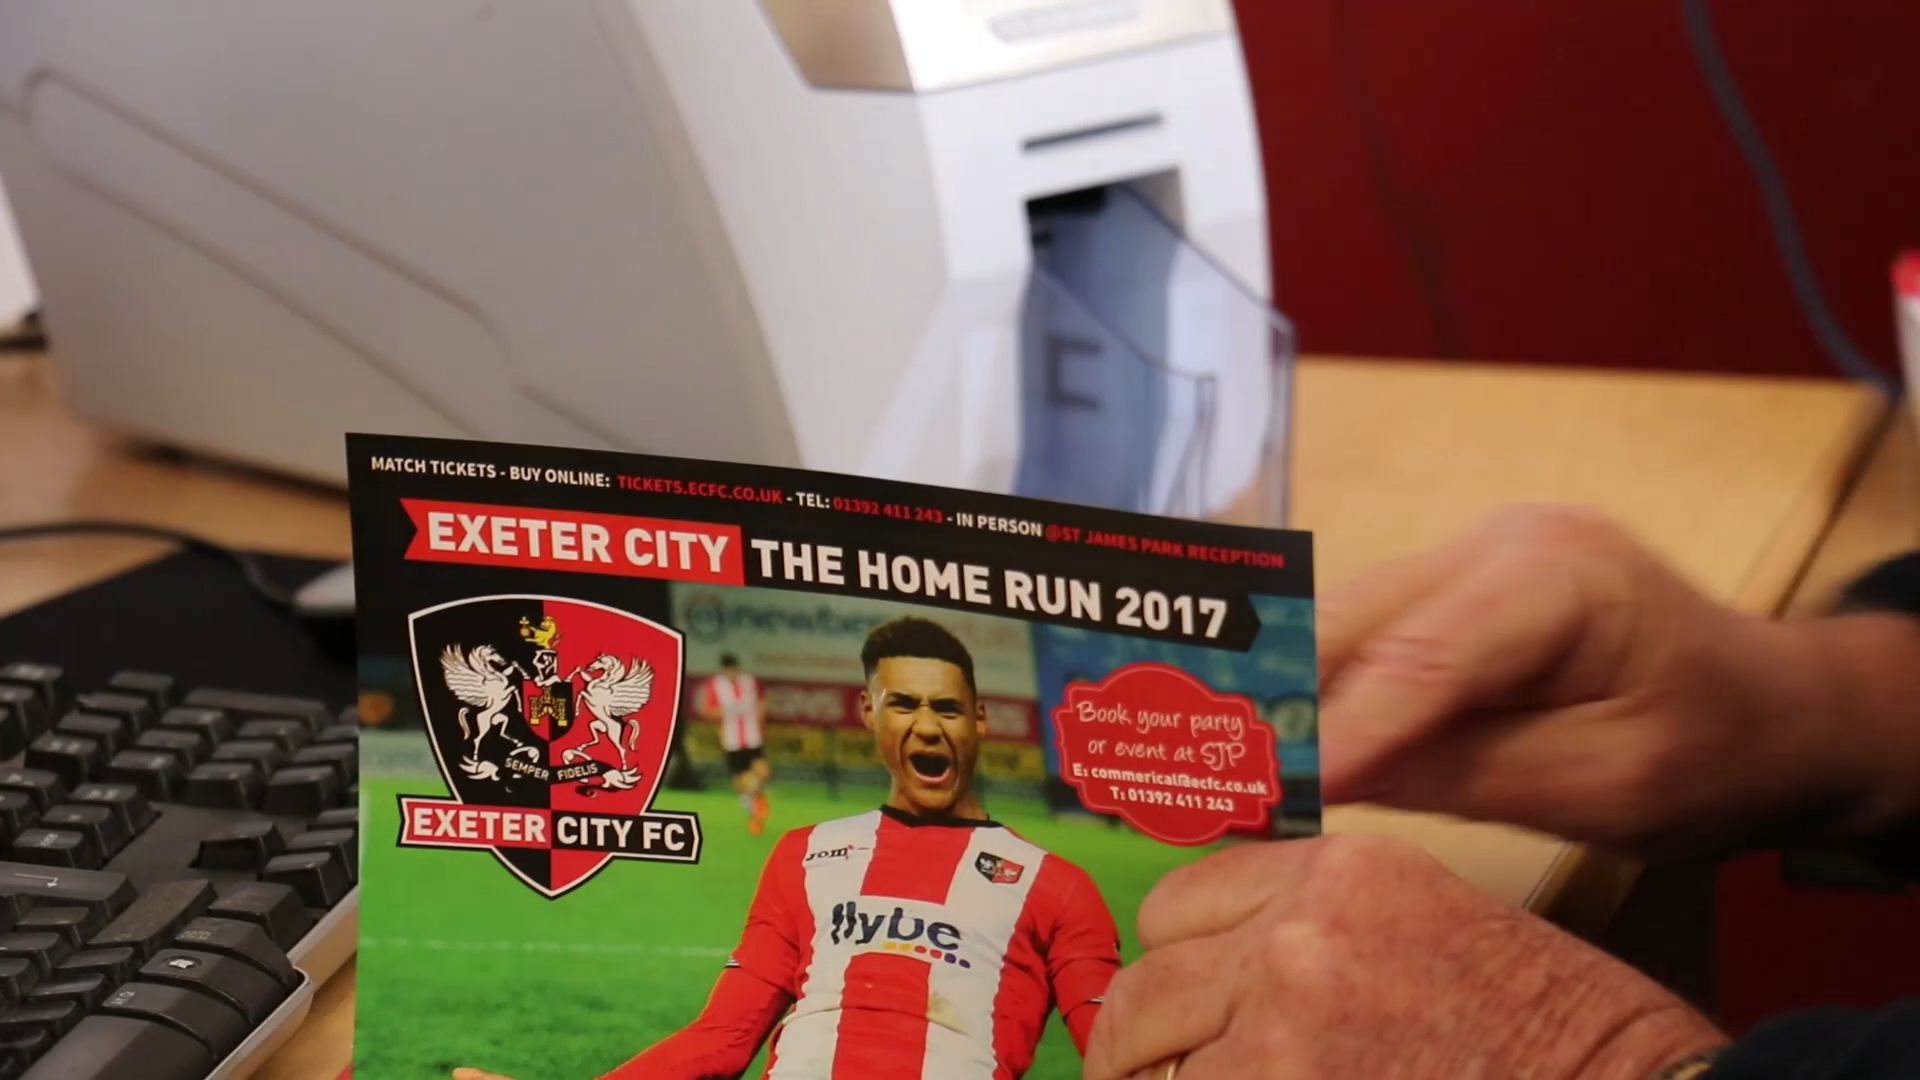 MATCH TICKETS - BUY ONLINE: TICKETS.ECFC.CO.UK - TEL: 01392 411 243 - IN PERSON @ST JAMES PARK RECEPTION
EXETER CITY THE HOME RUN 2017
Book your party
or event at SJP
E: commerical@ecfc.co.uk
T: 01392 411 243
SEMPER FIDELIS
EXETER CITY FC
joma
flybe